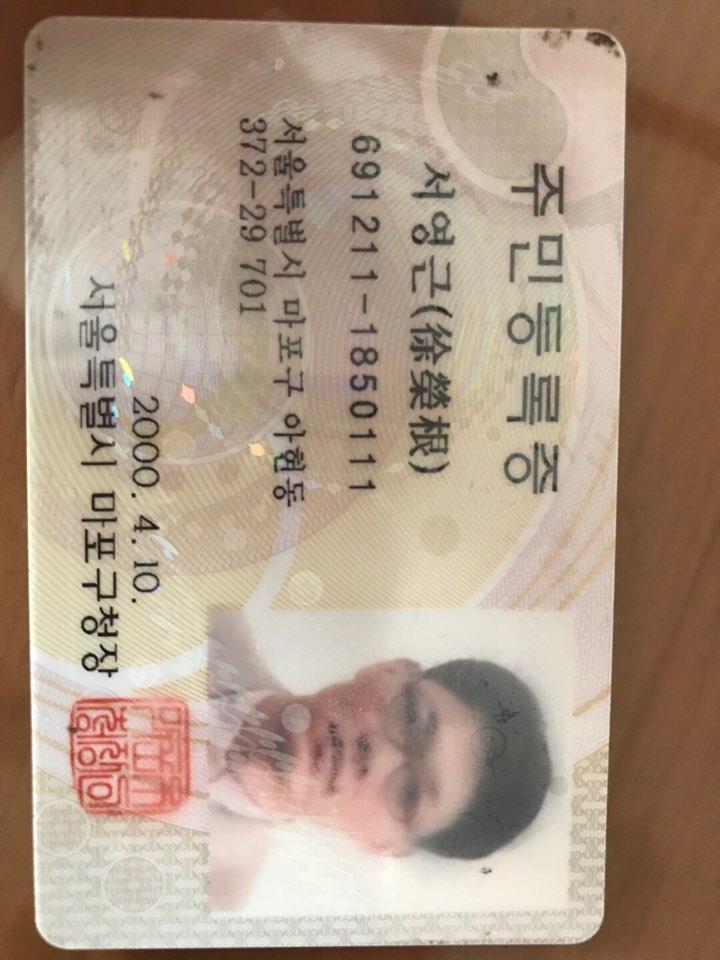 주민등록증
서영근(徐榮根)
691211-1850111
서울특별시 마포구 아현동
372-29 701
2000. 4. 10.
서울특별시 마포구청장